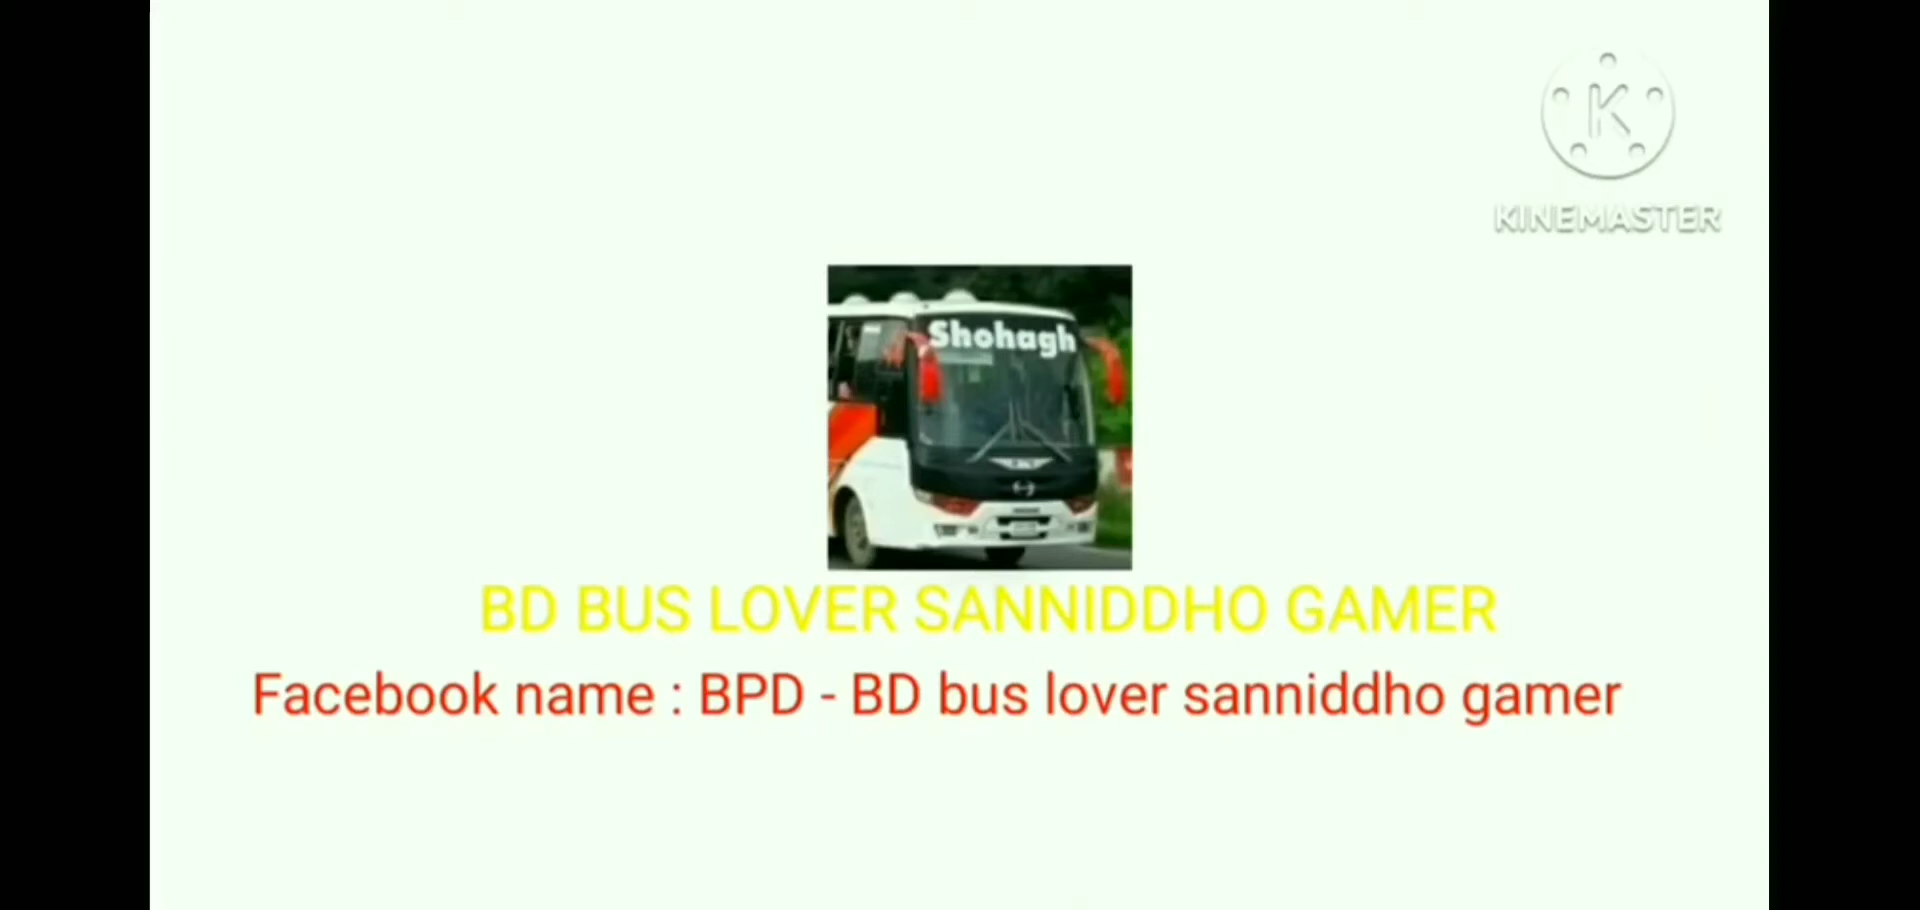 K
KINEMASTER
Shohagh
BD BUS LOVER SANNIDDHO GAMER
Facebook name : BPD - BD bus lover sanniddho gamer